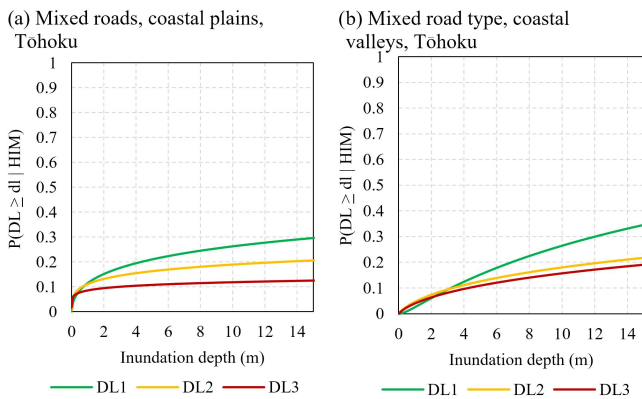 (a) Mixed roads, coastal plains,
Tōhoku
1
0.9
0.8
0.7
0.6
0.5
0.4
0.3
0.2
0.1
0
P(DL ≥ dl | HIM)
0 2 4 6 8 10 12 14
Inundation depth (m)
DL1 DL2 DL3
(b) Mixed road type, coastal
valleys, Tōhoku
1
0.9
0.8
0.7
0.6
0.5
0.4
0.3
0.2
0.1
0
P(DL ≥ dl | HIM)
0 2 4 6 8 10 12 14
Inundation depth (m)
DL1 DL2 DL3